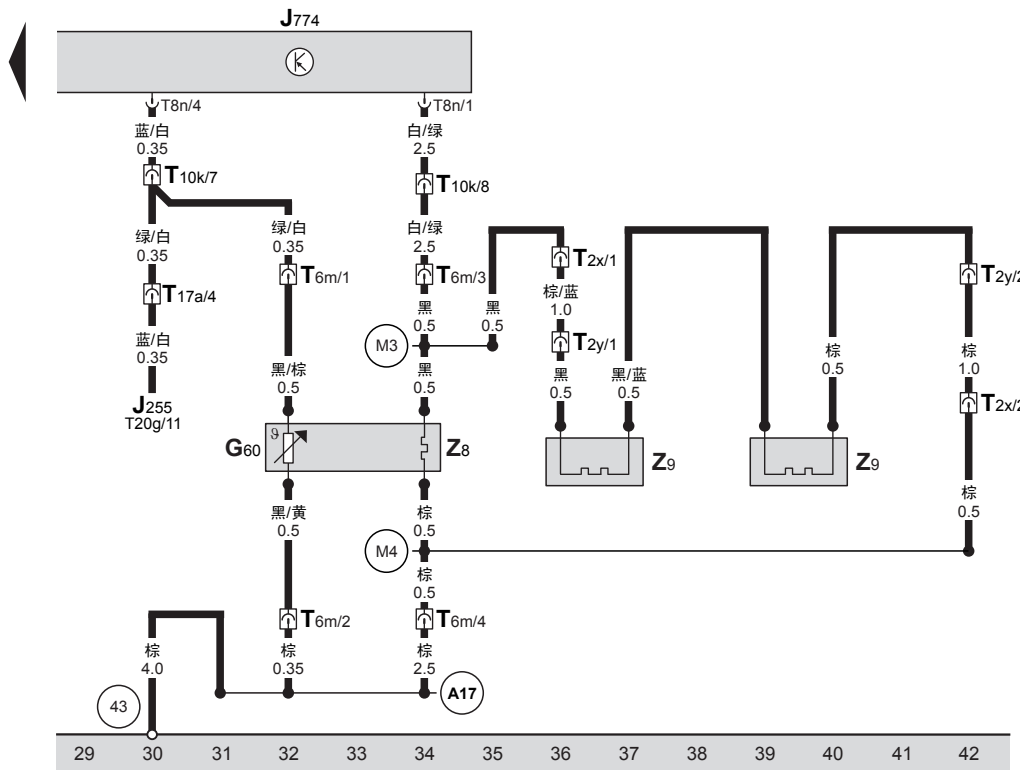 J774
T8n/4
T8n/1
蓝/白
0.35
白/绿
2.5
T10k/7
T10k/8
绿/白
0.35
绿/白
0.35
白/绿
2.5
T6m/1
T6m/3
T2x/1
T2y/2
T17a/4
棕/蓝
1.0
黑
0.5
黑
0.5
M3
T2y/1
蓝/白
0.35
黑/棕
0.5
黑
0.5
黑
0.5
黑/蓝
0.5
棕
0.5
棕
1.0
T2x/2
J255
T20g/11
G60
ϑ
Z8
Z9
Z9
黑/黄
0.5
棕
0.5
棕
0.5
M4
棕
0.5
T6m/2
T6m/4
棕
4.0
棕
0.35
棕
2.5
43
A17
29 30 31 32 33 34 35 36 37 38 39 40 41 42